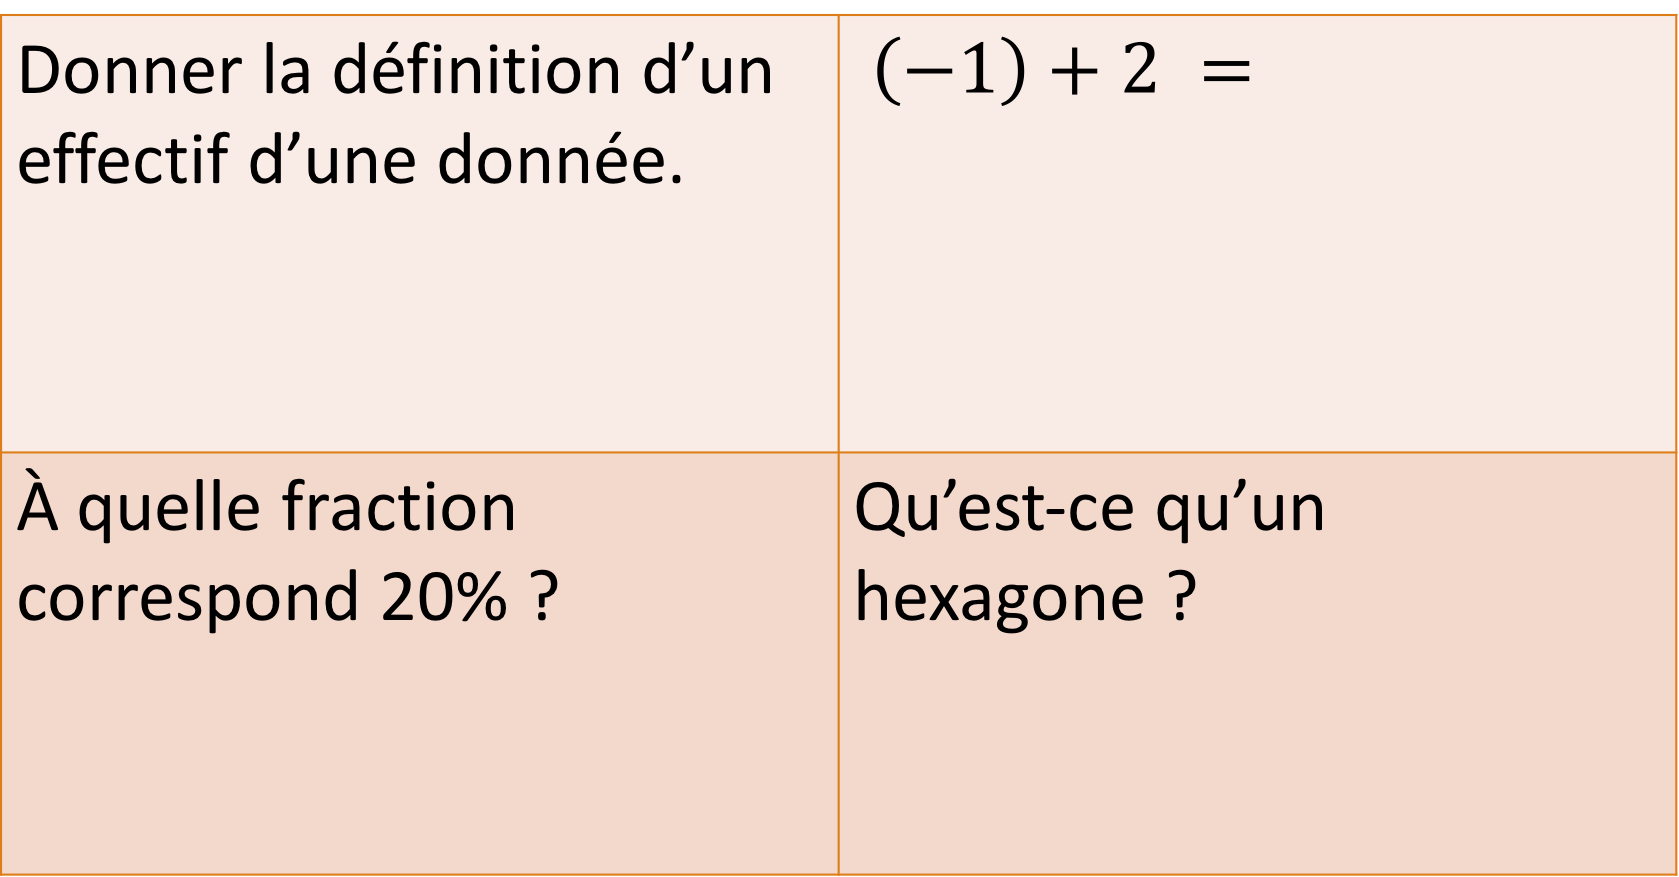 Donner la définition d’un
effectif d’une donnée.
(−1) + 2 =
À quelle fraction
correspond 20% ?
Qu’est-ce qu’un
hexagone ?